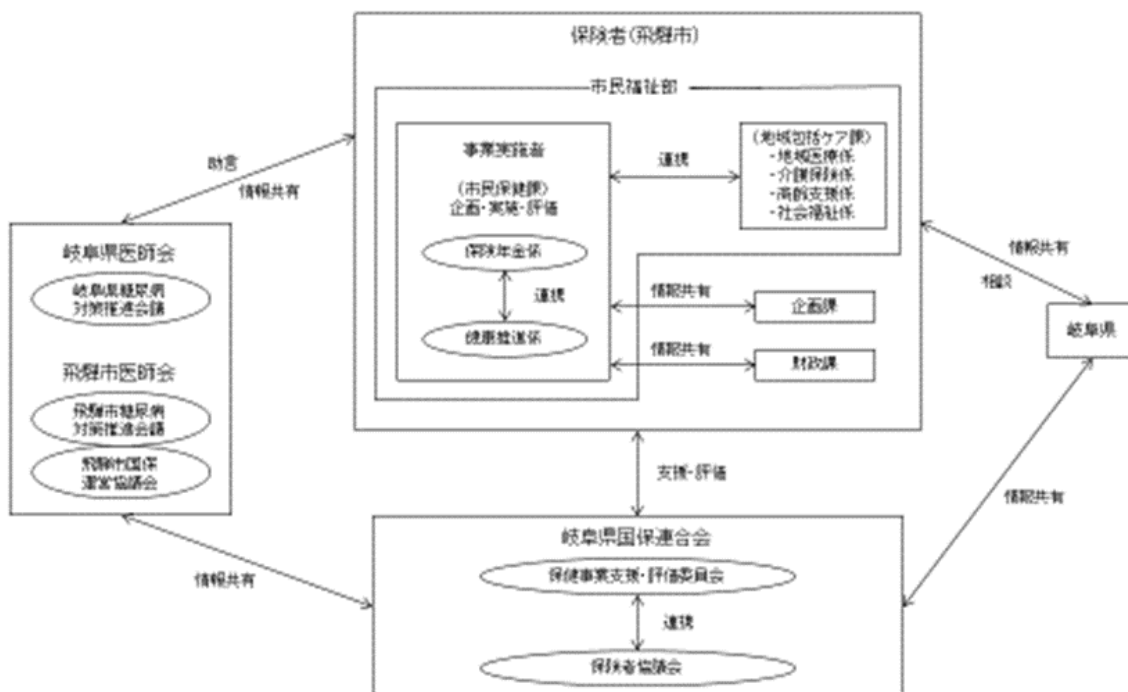 保険者(飛騨市)
市民福祉部
事業実施者
(市民保健課)
企画・実施・評価
保険年金係
連携
健康推進係
連携
(地域包括ケア課)
-地域医療係
-介護保険係
-高齢支援係
-社会福祉係
情報共有
企画課
情報共有
財政課
助言
情報共有
岐阜県医師会
岐阜県糖尿病
対策推進会議
飛騨市医師会
飛騨市糖尿病
対策推進会議
飛騨市国保
運営協議会
情報共有
相談
岐阜県
支援・評価
情報共有
情報共有
岐阜県国保連合会
保健事業支援・評価委員会
連携
保険者協議会